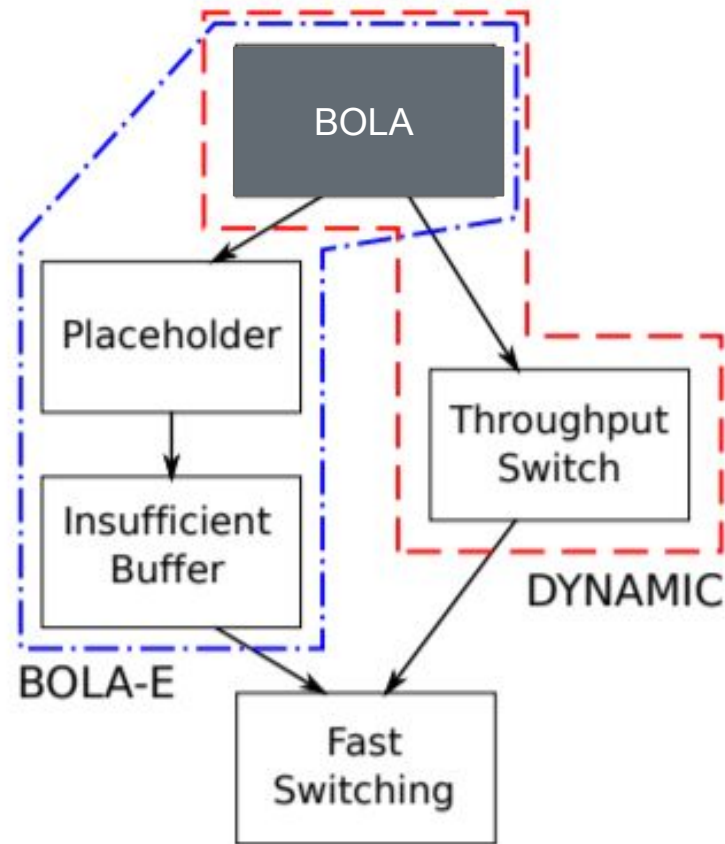 BOLA
Placeholder
Throughput
Switch
Insufficient
Buffer
DYNAMIC
BOLA-E
Fast
Switching